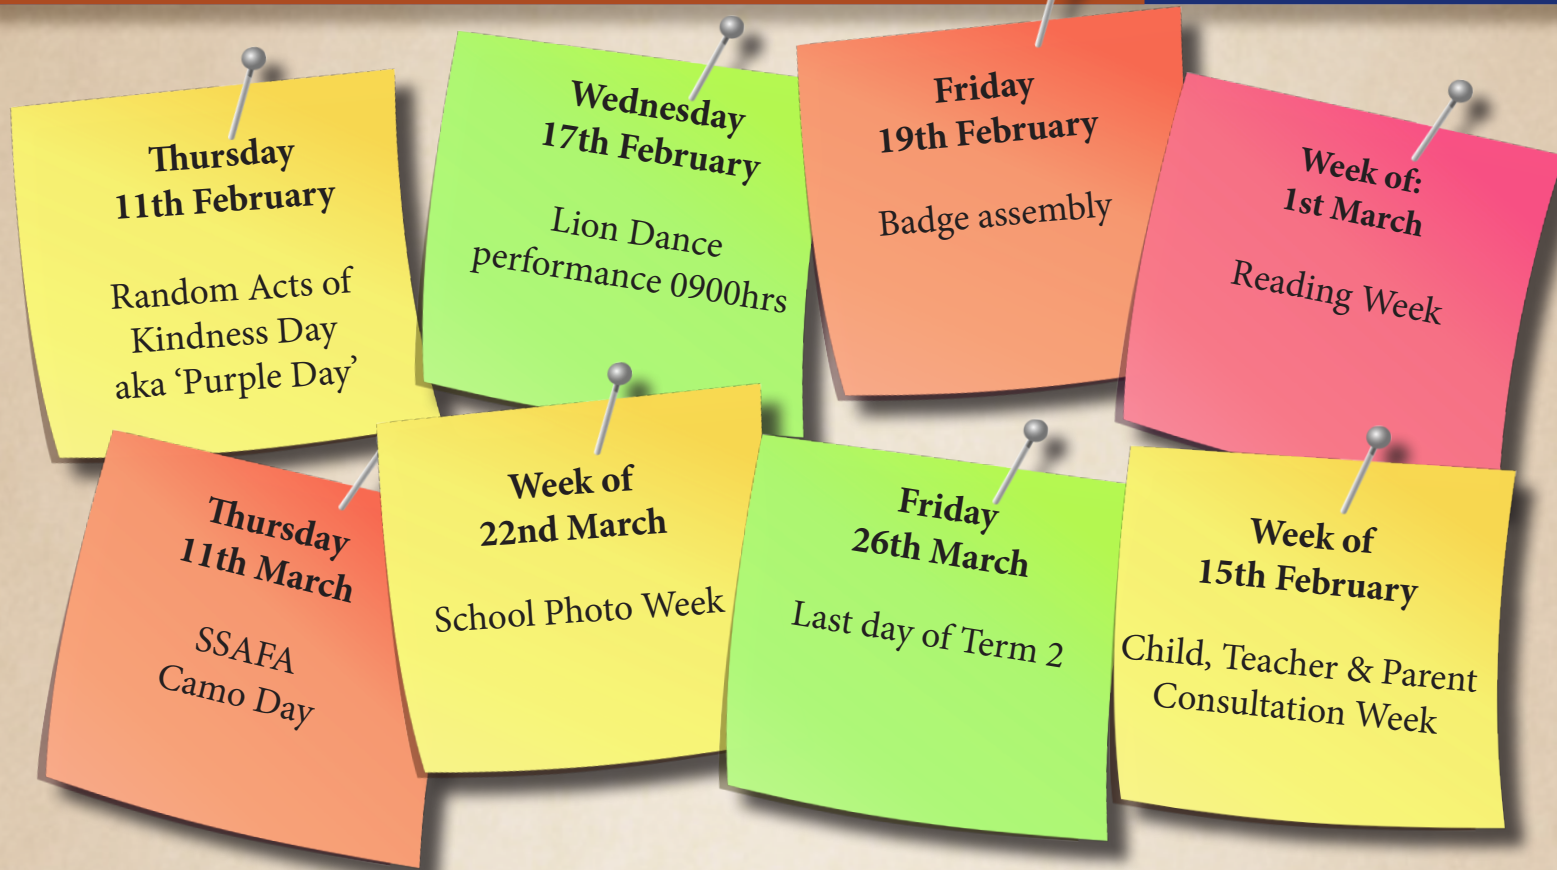 Thursday
11th February
Random Acts of
Kindness Day
aka ‘Purple Day’
Wednesday
17th February
Lion Dance
performance 0900hrs
Friday
19th February
Badge assembly
Week of:
1st March
Reading Week
Thursday
11th March
SSAFA
Camo Day
Week of
22nd March
School Photo Week
Friday
26th March
Last day of Term 2
Week of
15th February
Child, Teacher & Parent
Consultation Week